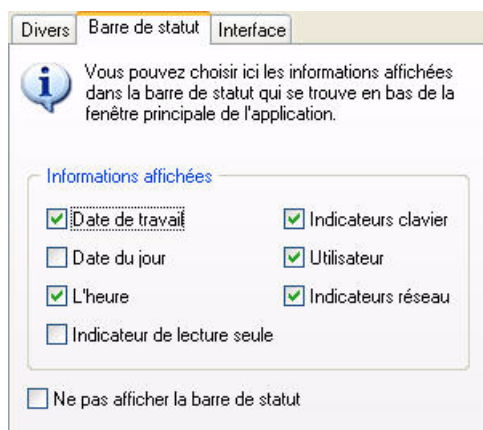 Divers Barre de statut Interface
Vous pouvez choisir ici les informations affichées
dans la barre de statut qui se trouve en bas de la
fenêtre principale de l'application.
Informations affichées
Date de travail Indicateurs clavier
Date du jour Utilisateur
L'heure Indicateurs réseau
Indicateur de lecture seule
Ne pas afficher la barre de statut